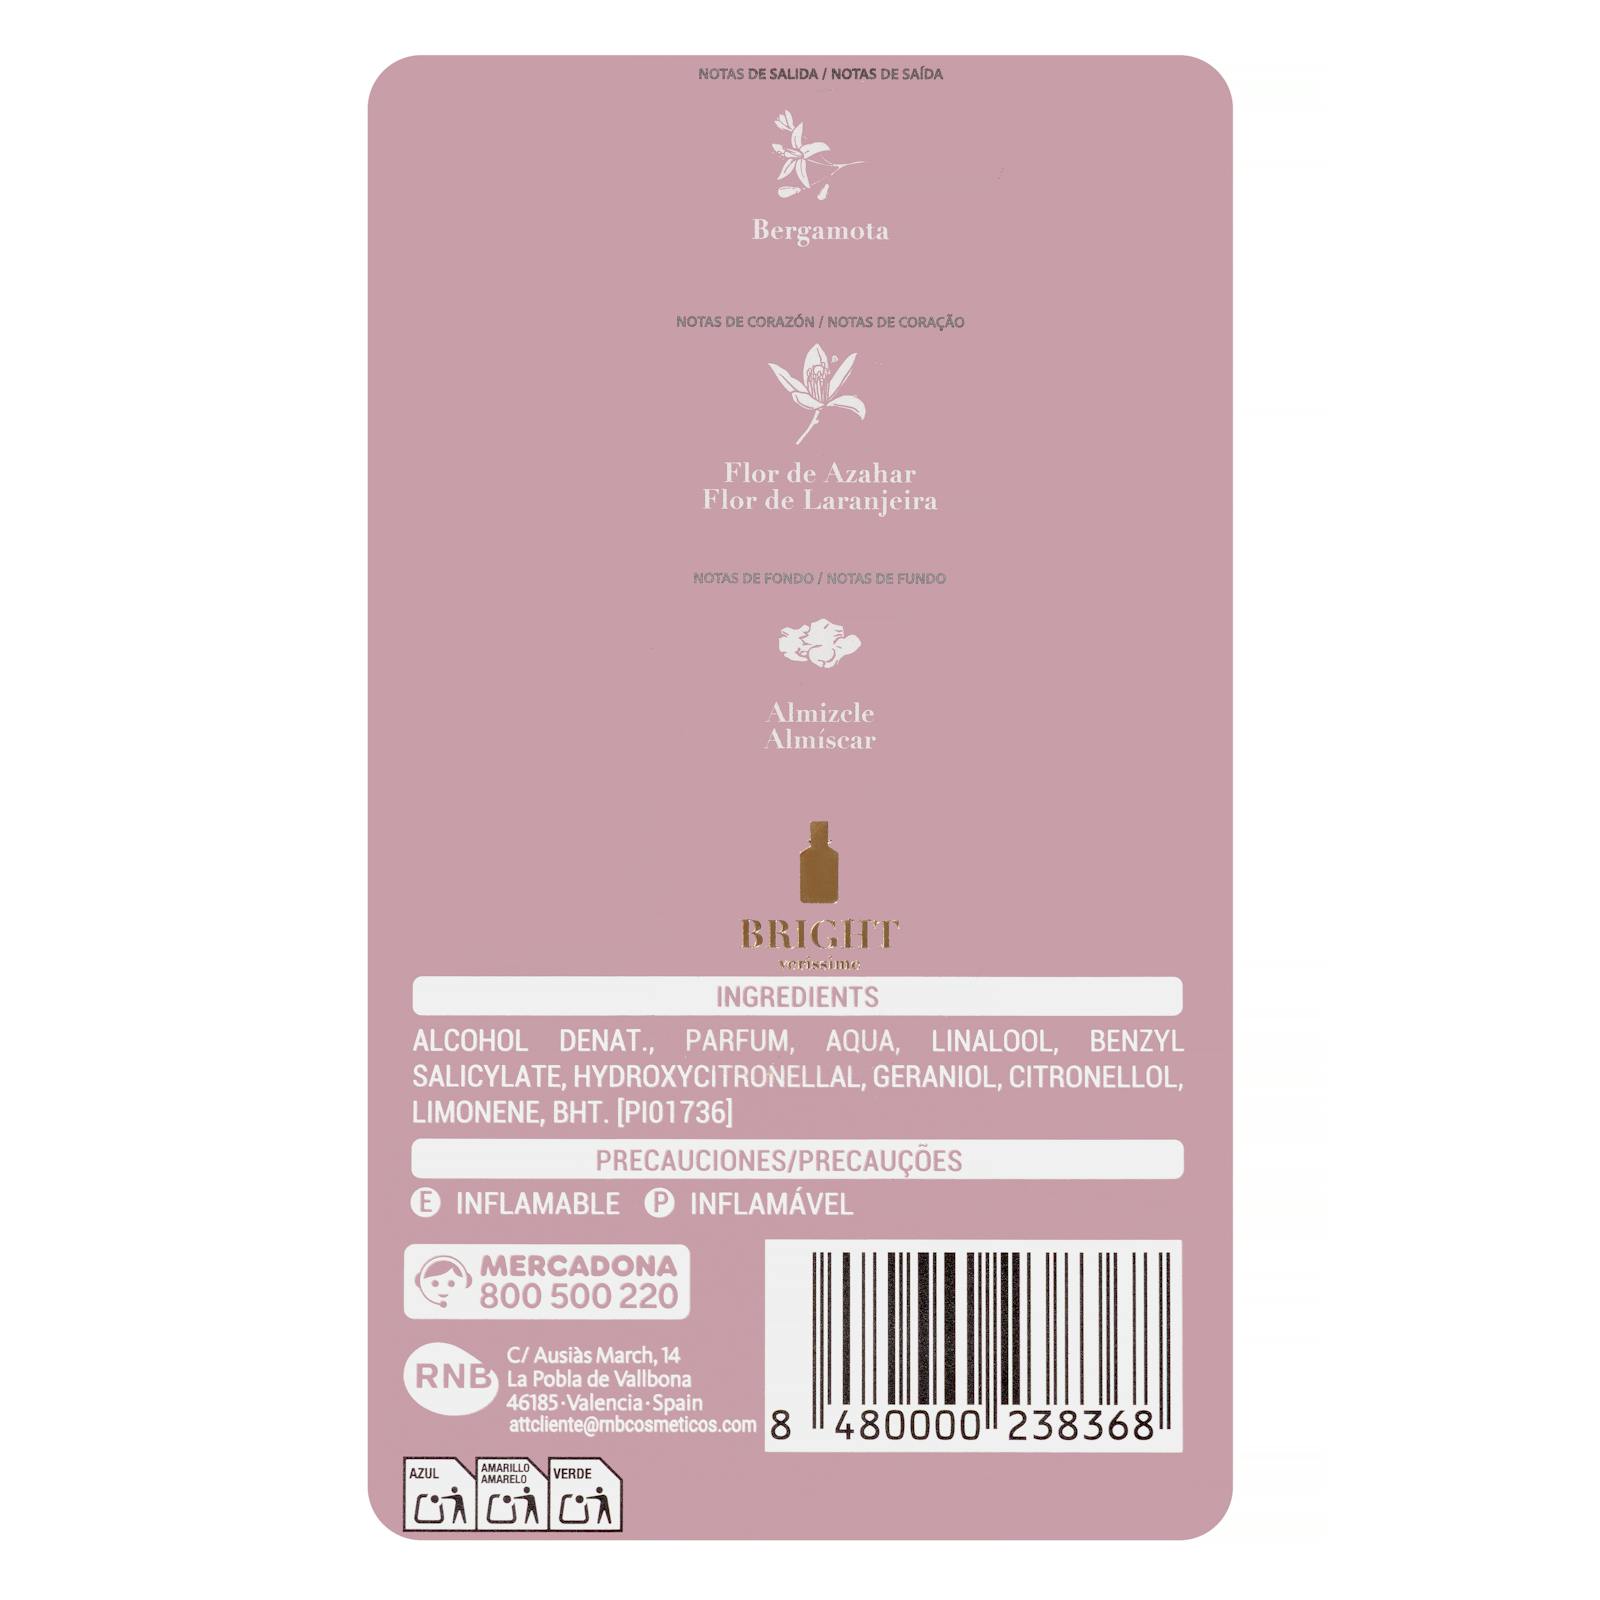 NOTAS DE SALIDA / NOTAS DE SAÍDA
Bergamota
NOTAS DE CORAZÓN / NOTAS DE CORAÇÃO
Flor de Azahar
Flor de Laranjeira
NOTAS DE FONDO / NOTAS DE FUNDO
Almizcle
Almíscar
BRIGHT
veríssimo
INGREDIENTS
ALCOHOL DENAT., PARFUM, AQUA, LINALOOL, BENZYL
SALICYLATE, HYDROXYCITRONELLAL, GERANIOL, CITRONELLOL,
LIMONENE, BHT. [PI01736]
PRECAUCIONES/PRECAUÇÕES
E INFLAMABLE P INFLAMÁVEL
MERCADONA
800 500 220
RNB
C/ Ausiàs March, 14
La Pobla de Vallbona
46185·Valencia·Spain
attcliente@rnbcosmeticos.com
8 480000 238368
AZUL
AMARILLO
AMARELO
VERDE